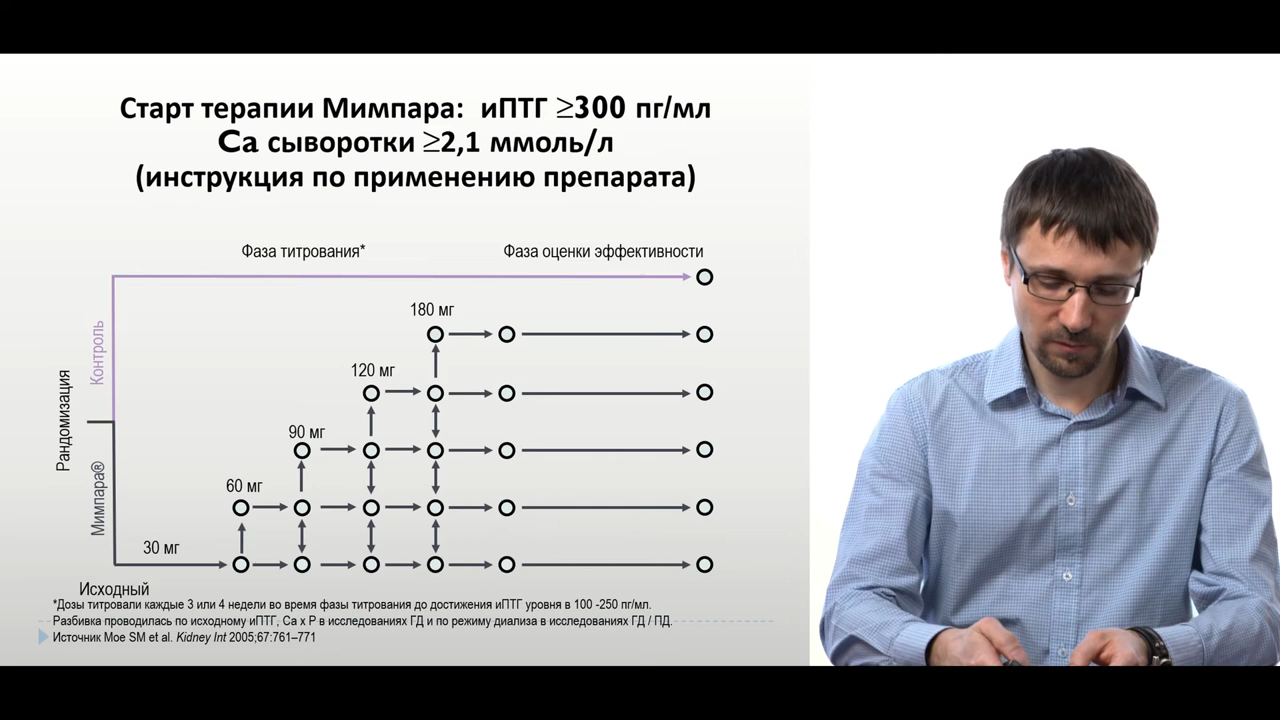 Старт терапии Мимпара: иПТГ ≥300 пг/мл
Ca сыворотки ≥2,1 ммоль/л
(инструкция по применению препарата)
Фаза титрования*
Фаза оценки эффективности
180 мг
120 мг
90 мг
60 мг
30 мг
Рандомизация
Контроль
Мимпара®
Исходный
*Дозы титровали каждые 3 или 4 недели во время фазы титрования до достижения иПТГ уровня в 100 -250 пг/мл.
Разбивка проводилась по исходному иПТГ, Ca x P в исследованиях ГД и по режиму диализа в исследованиях ГД / ПД.
Источник Moe SM et al. Kidney Int 2005;67:761–771